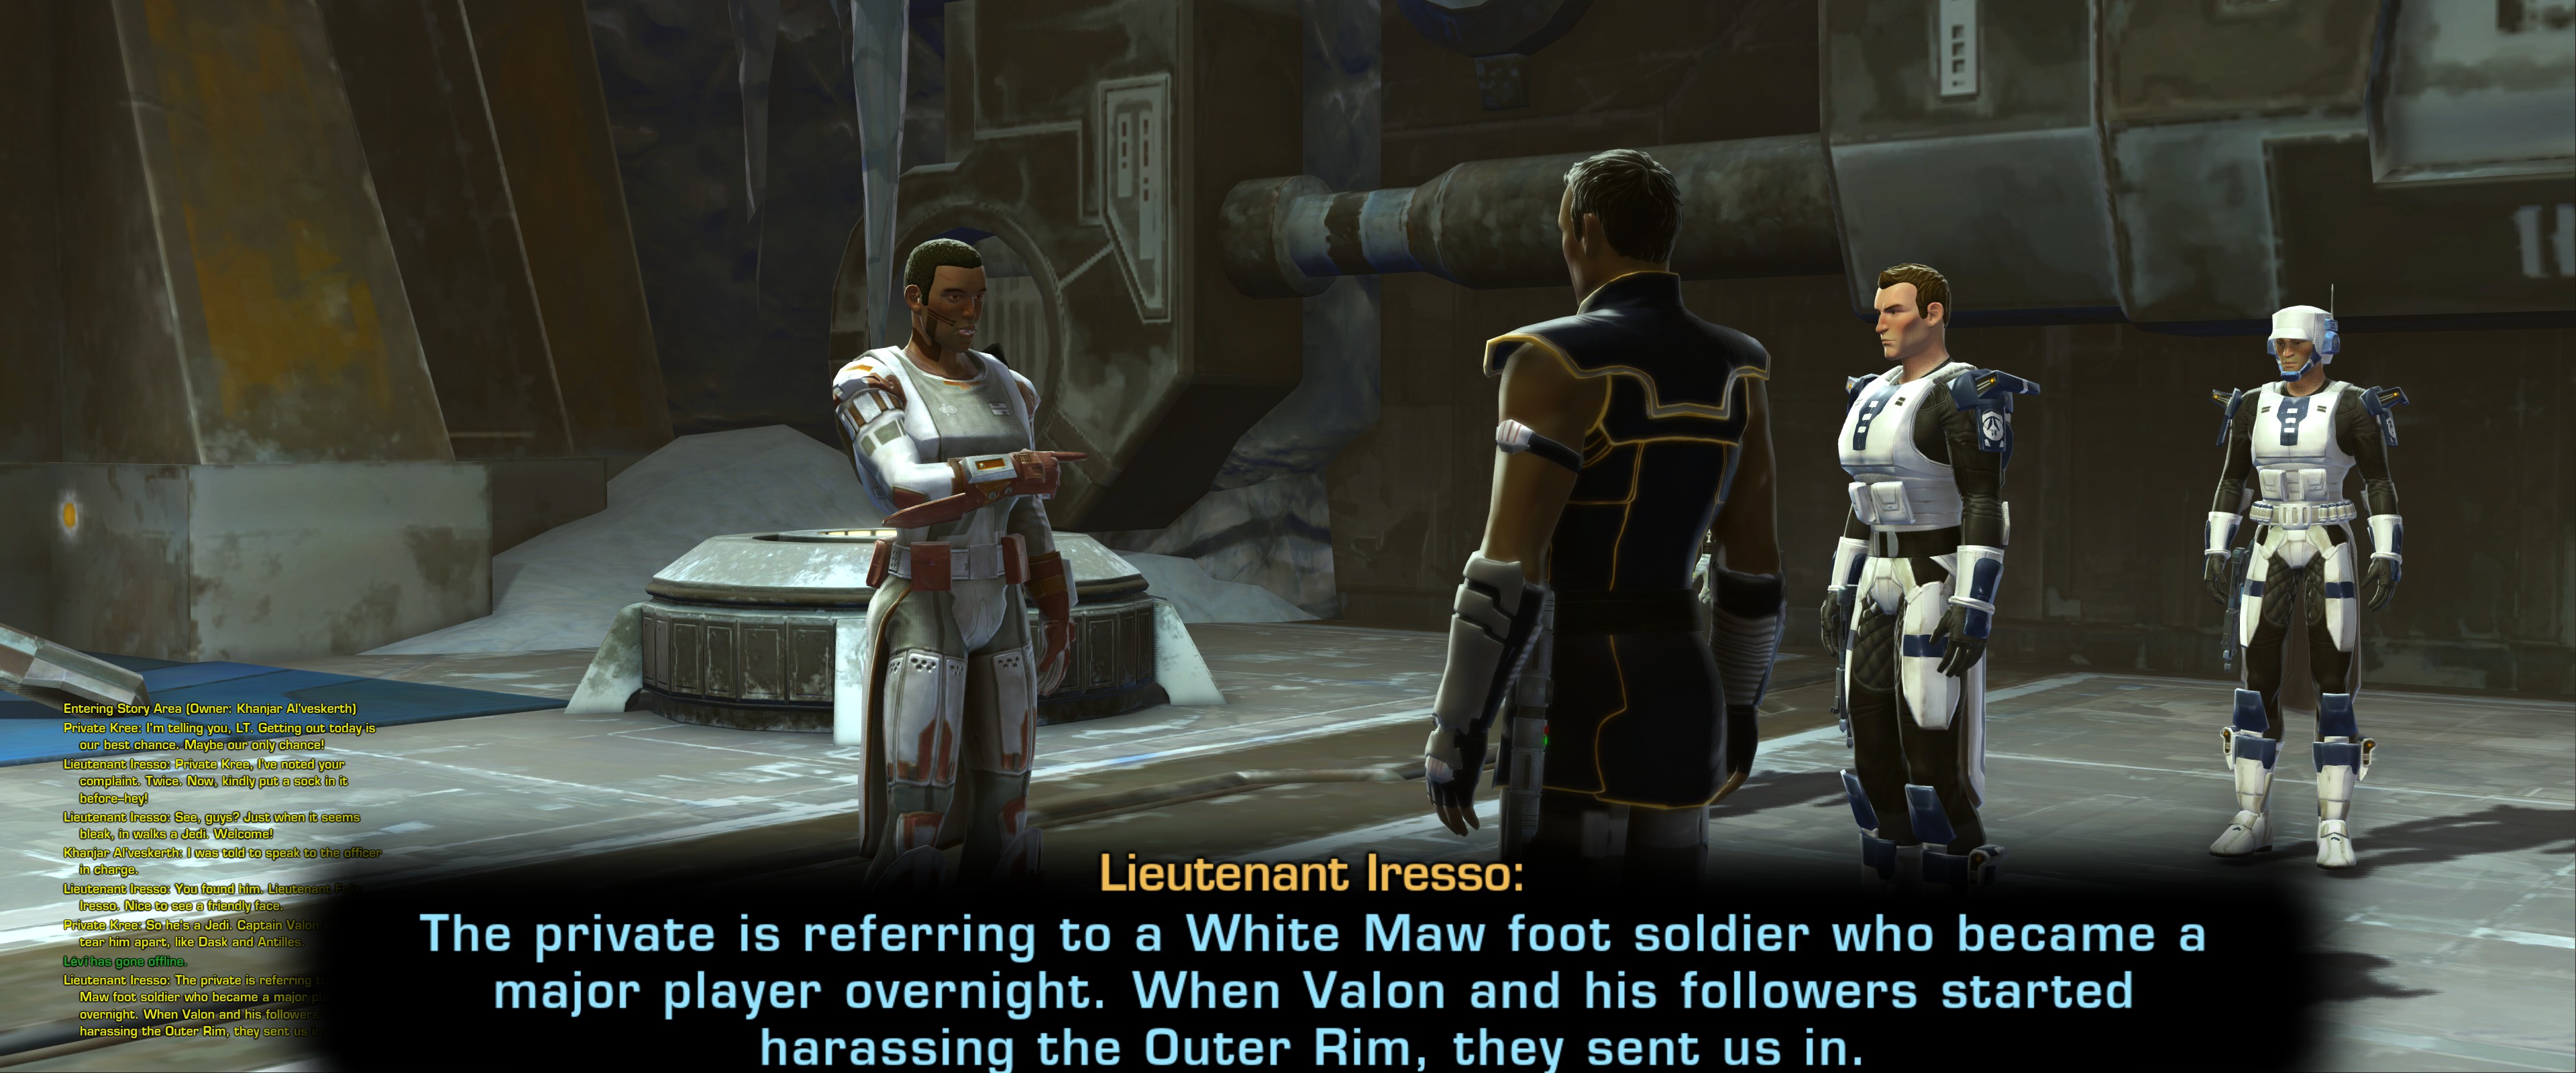 Entering Story Area (Owner: Khanjar Al'veskerth)
Private Kree: I'm telling you, LT. Getting out today is
our best chance. Maybe our only chance!
Lieutenant Iresso: Private Kree, I've noted your
complaint. Twice. Now, kindly put a sock in it
before–hey!
Lieutenant Iresso: See, guys? Just when it seems
bleak, in walks a Jedi. Welcome!
Khanjar Al'veskerth: I was told to speak to the officer
in charge.
Lieutenant Iresso: You found him. Lieutenant
Iresso. Nice to see a friendly face.
Private Kree: So he's a Jedi. Captain Valon
tear him apart, like Dask and Antilles.
Lévi has gone offline.
Lieutenant Iresso: The private is referring to
Maw foot soldier who became a major
overnight. When Valon and his followers
harassing the Outer Rim, they sent us in.
Lieutenant Iresso:
The private is referring to a White Maw foot soldier who became a
major player overnight. When Valon and his followers started
harassing the Outer Rim, they sent us in.